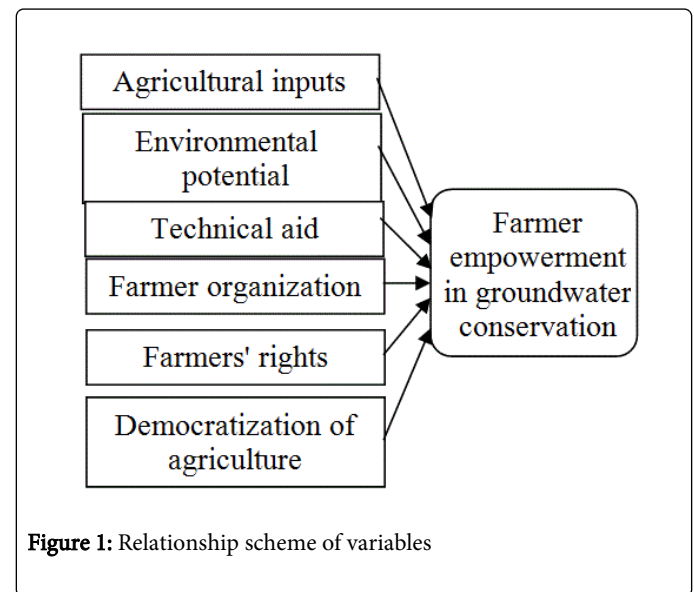 Agricultural inputs
Environmental
potential
Technical aid
Farmer organization
Farmers' rights
Democratization of
agriculture
Farmer
empowerment
in groundwater
conservation
Figure 1: Relationship scheme of variables